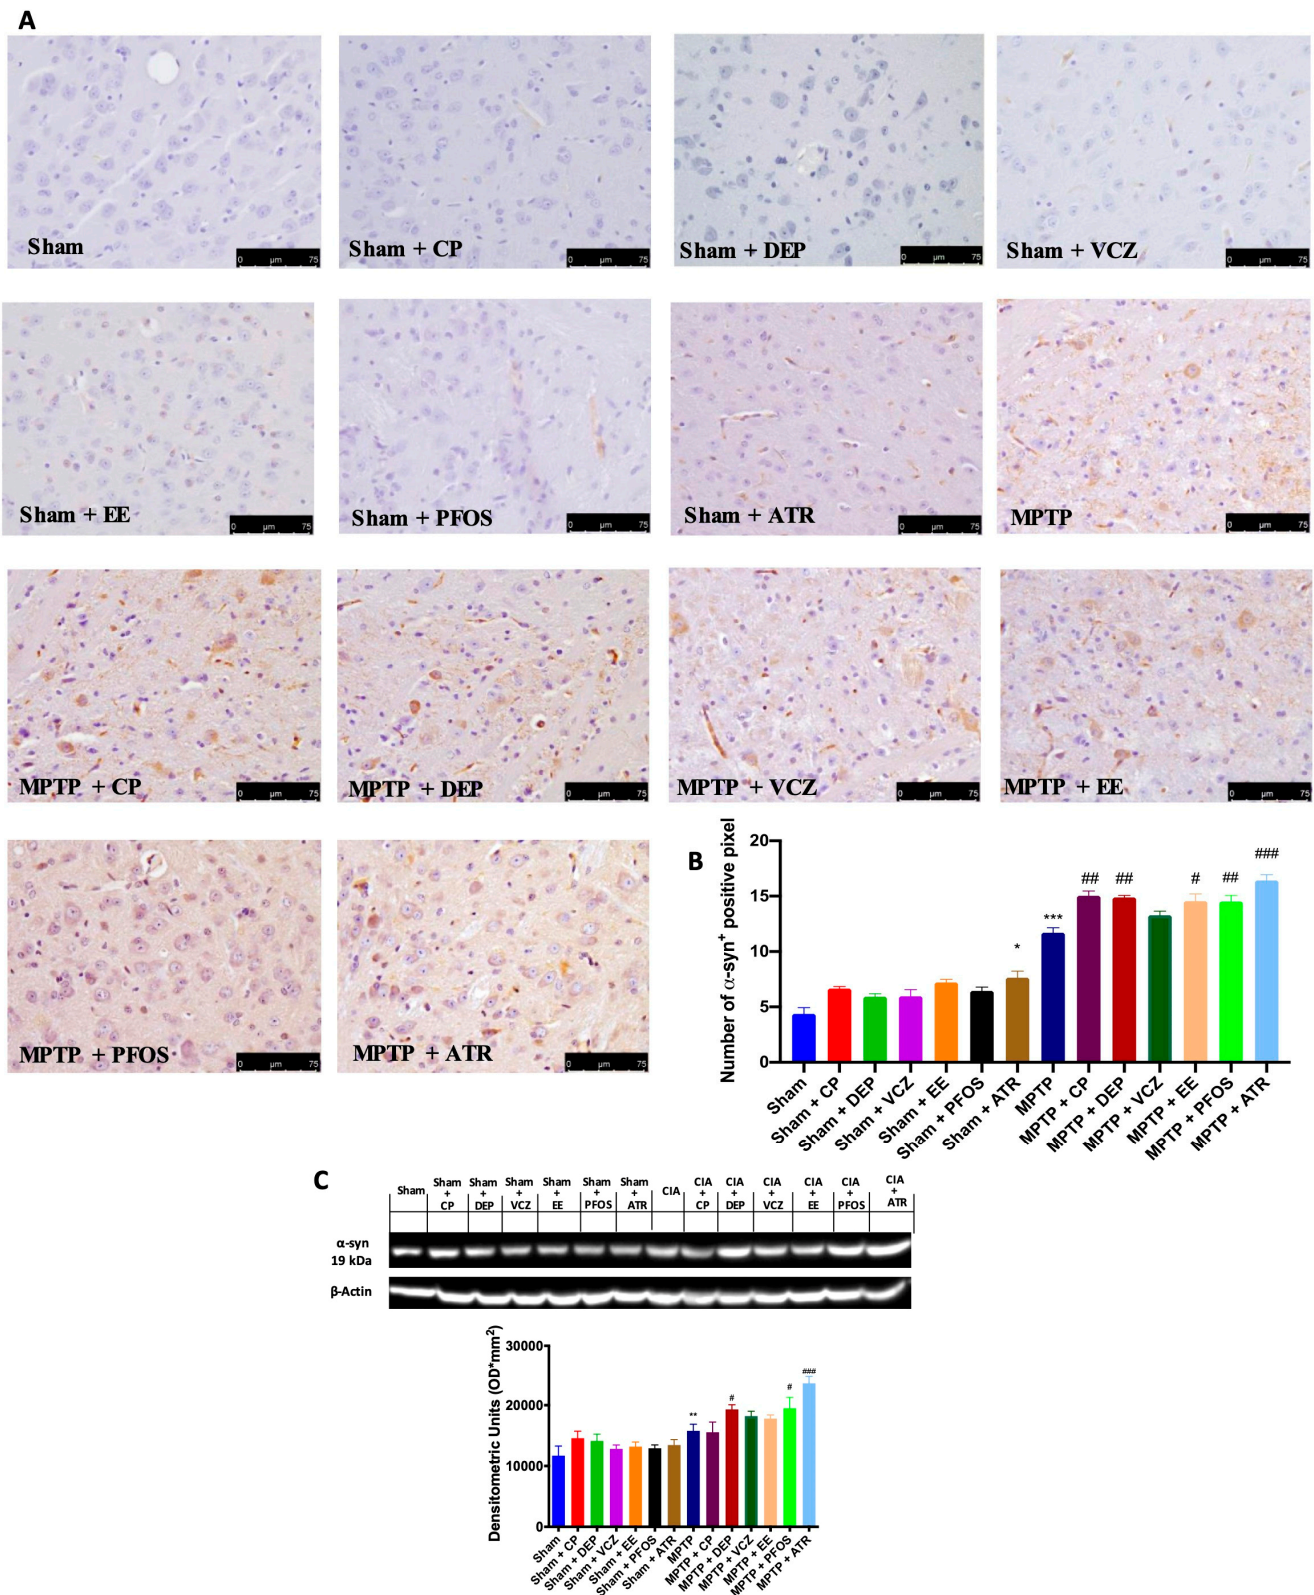 A
Sham
0 µm 75
Sham + CP
0 µm 75
Sham + DEP
0 µm 75
Sham + VCZ
0 µm 75
Sham + EE
0 µm 75
Sham + PFOS
0 µm 75
Sham + ATR
0 µm 75
MPTP
0 µm 75
MPTP + CP
0 µm 75
MPTP + DEP
0 µm 75
MPTP + VCZ
0 µm 75
MPTP + EE
0 µm 75
MPTP + PFOS
0 µm 75
MPTP + ATR
0 µm 75
B
Number of α-syn⁺ positive pixel
20
15
10
5
0
*
***
##
##
#
##
###
Sham
Sham + CP
Sham + DEP
Sham + VCZ
Sham + EE
Sham + PFOS
Sham + ATR
MPTP
MPTP + CP
MPTP + DEP
MPTP + VCZ
MPTP + EE
MPTP + PFOS
MPTP + ATR
C
Sham
Sham + CP
Sham + DEP
Sham + VCZ
Sham + EE
Sham + PFOS
Sham + ATR
CIA
CIA + CP
CIA + DEP
CIA + VCZ
CIA + EE
CIA + PFOS
CIA + ATR
α-syn
19 kDa
β-Actin
Densitometric Units (OD*mm²)
30000
20000
10000
0
**
#
#
###
Sham
Sham + CP
Sham + DEP
Sham + VCZ
Sham + EE
Sham + PFOS
Sham + ATR
MPTP
MPTP + CP
MPTP + DEP
MPTP + VCZ
MPTP + EE
MPTP + PFOS
MPTP + ATR